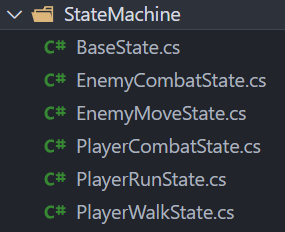 StateMachine
C# BaseState.cs
C# EnemyCombatState.cs
C# EnemyMoveState.cs
C# PlayerCombatState.cs
C# PlayerRunState.cs
C# PlayerWalkState.cs